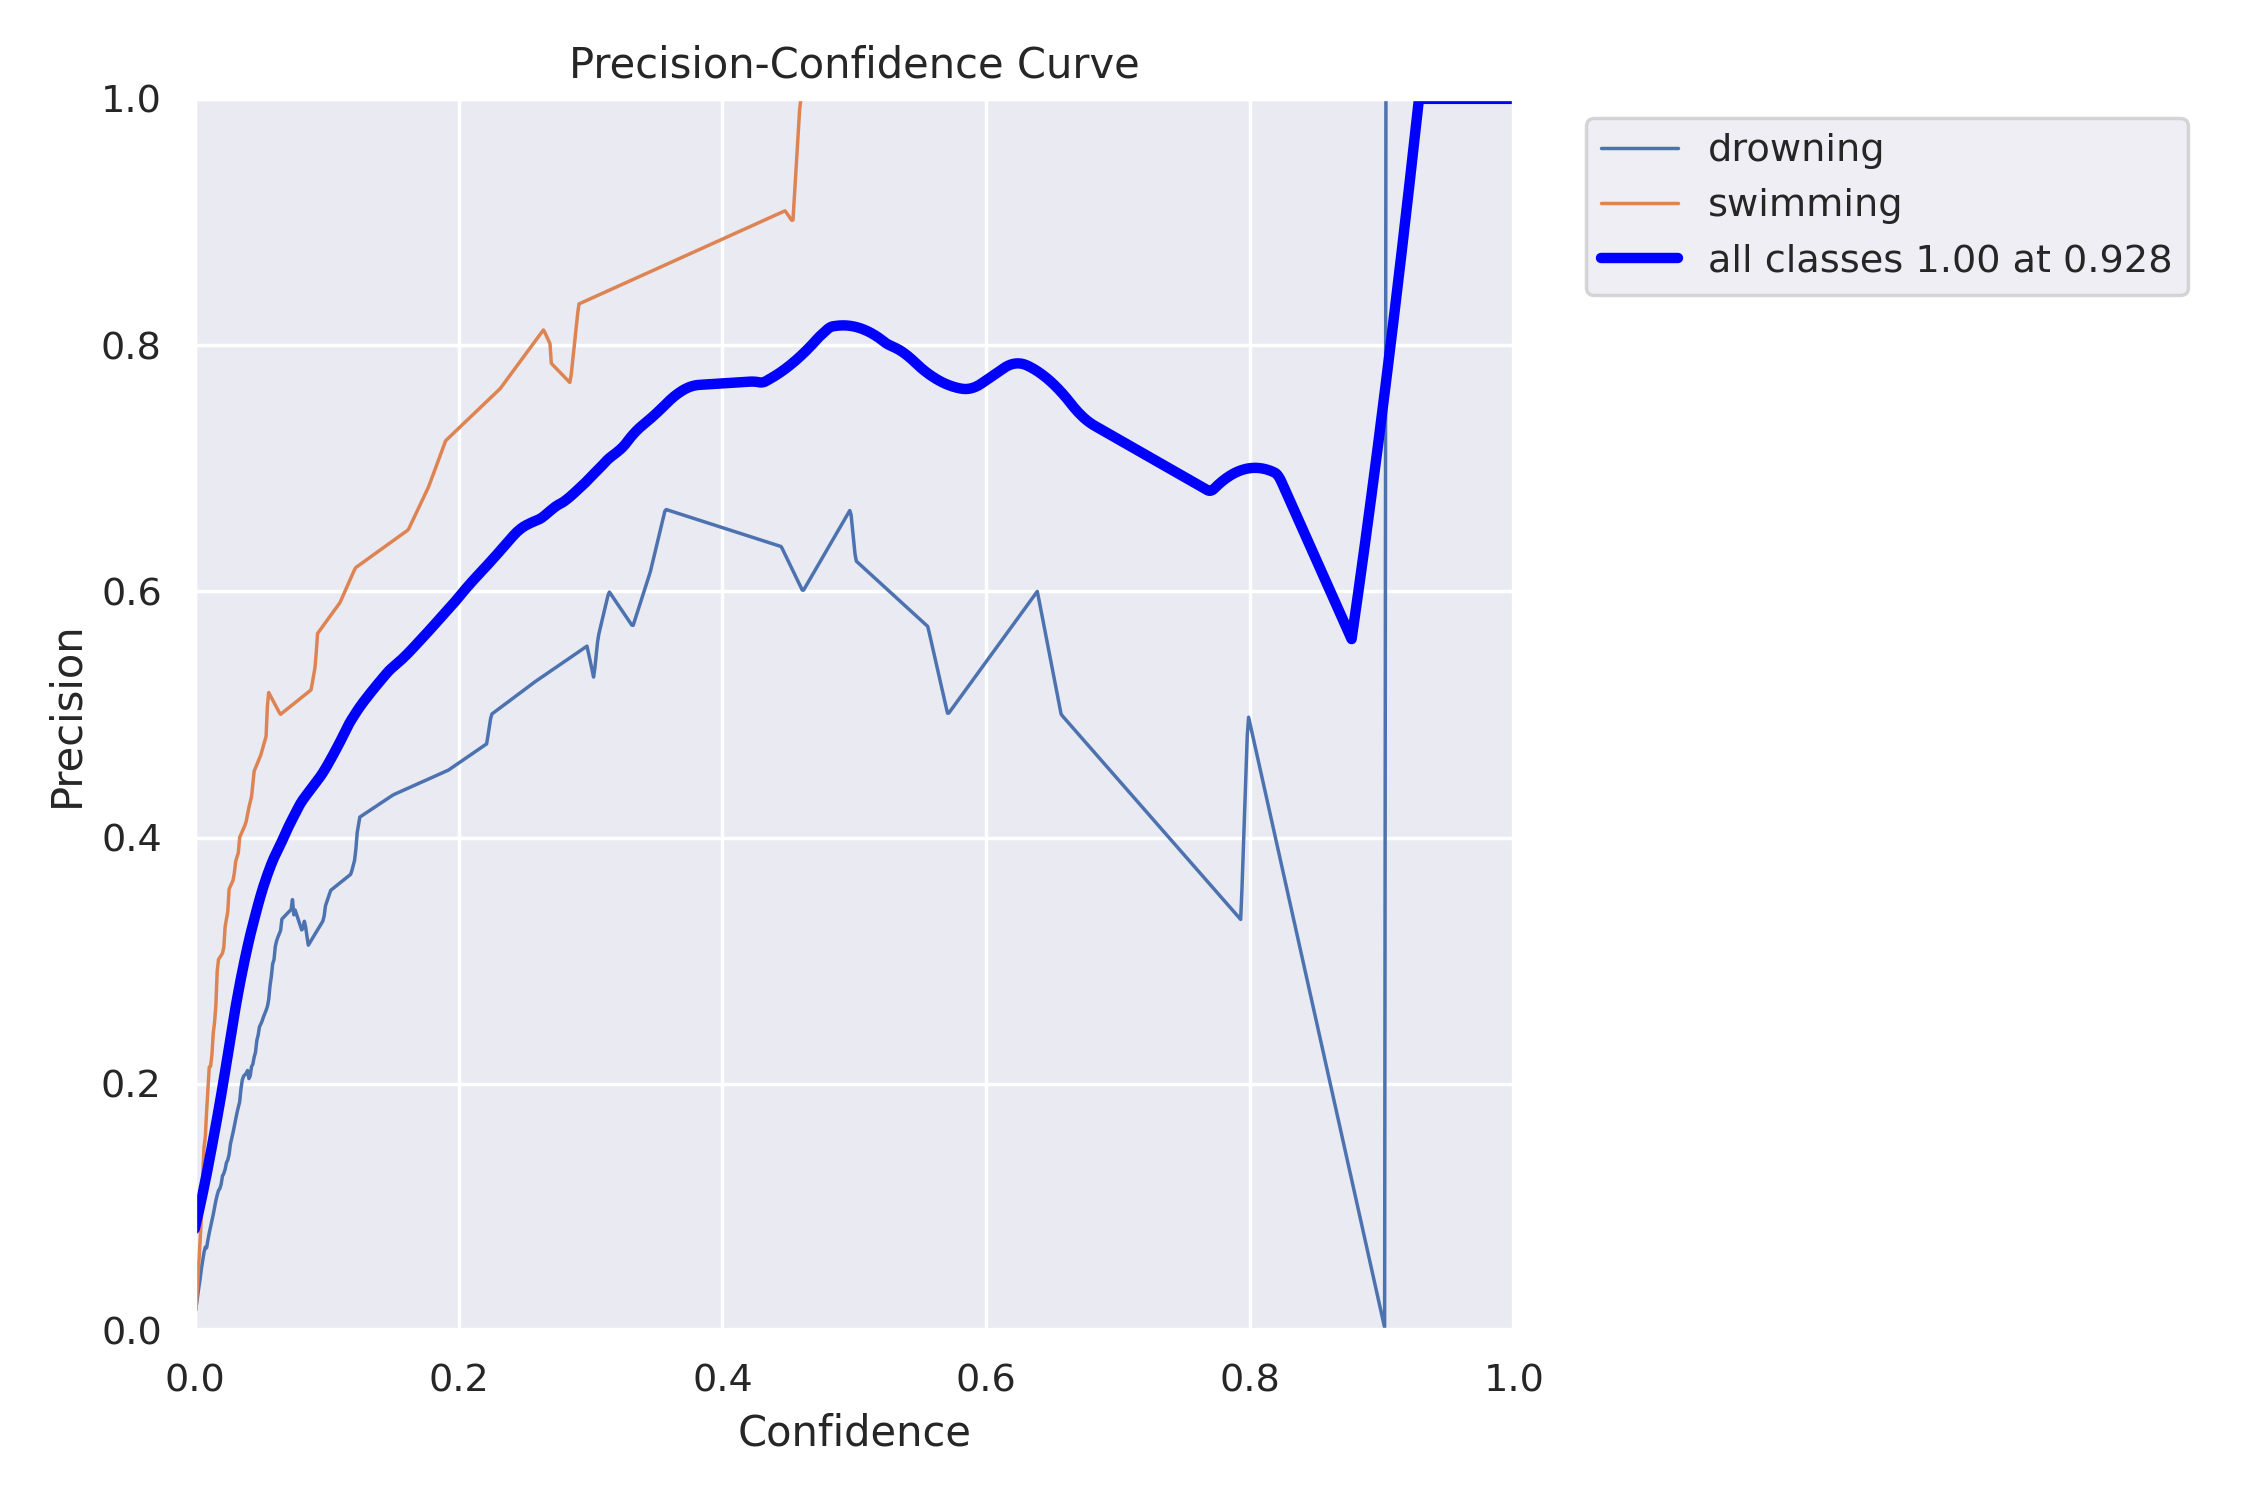 Precision-Confidence Curve
1.0
0.8
0.6
0.4
0.2
0.0
Precision
0.0 0.2 0.4 0.6 0.8 1.0
Confidence
drowning
swimming
all classes 1.00 at 0.928